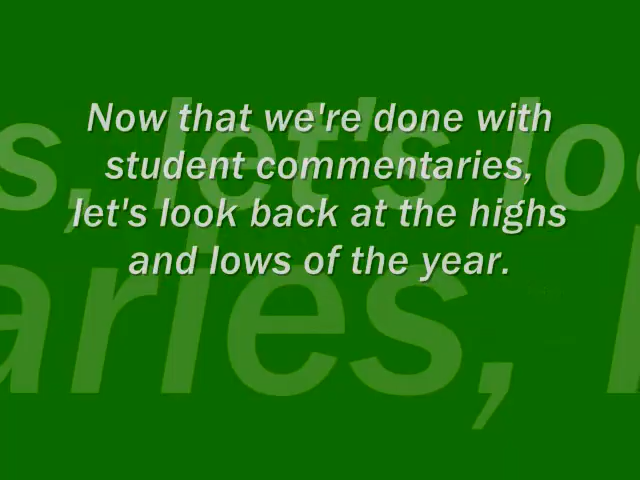 Now that we're done with
student commentaries,
let's look back at the highs
and lows of the year.